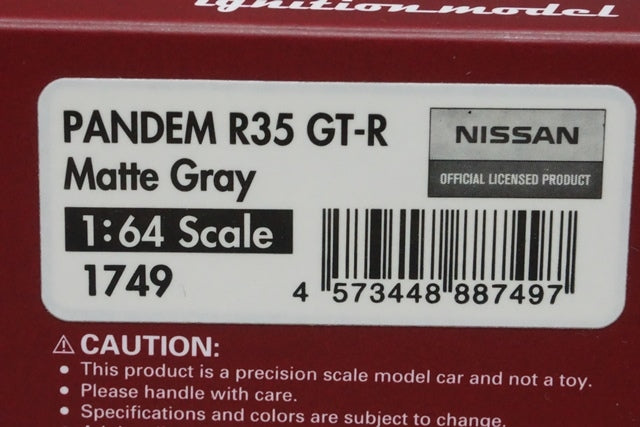 ignition model
PANDEM R35 GT-R
Matte Gray
1:64 Scale
1749
NISSAN
OFFICIAL LICENSED PRODUCT
4 573448 887497
⚠ CAUTION:
• This product is a precision scale model car and not a toy.
• Please handle with care.
• Specifications and colors are subject to change.